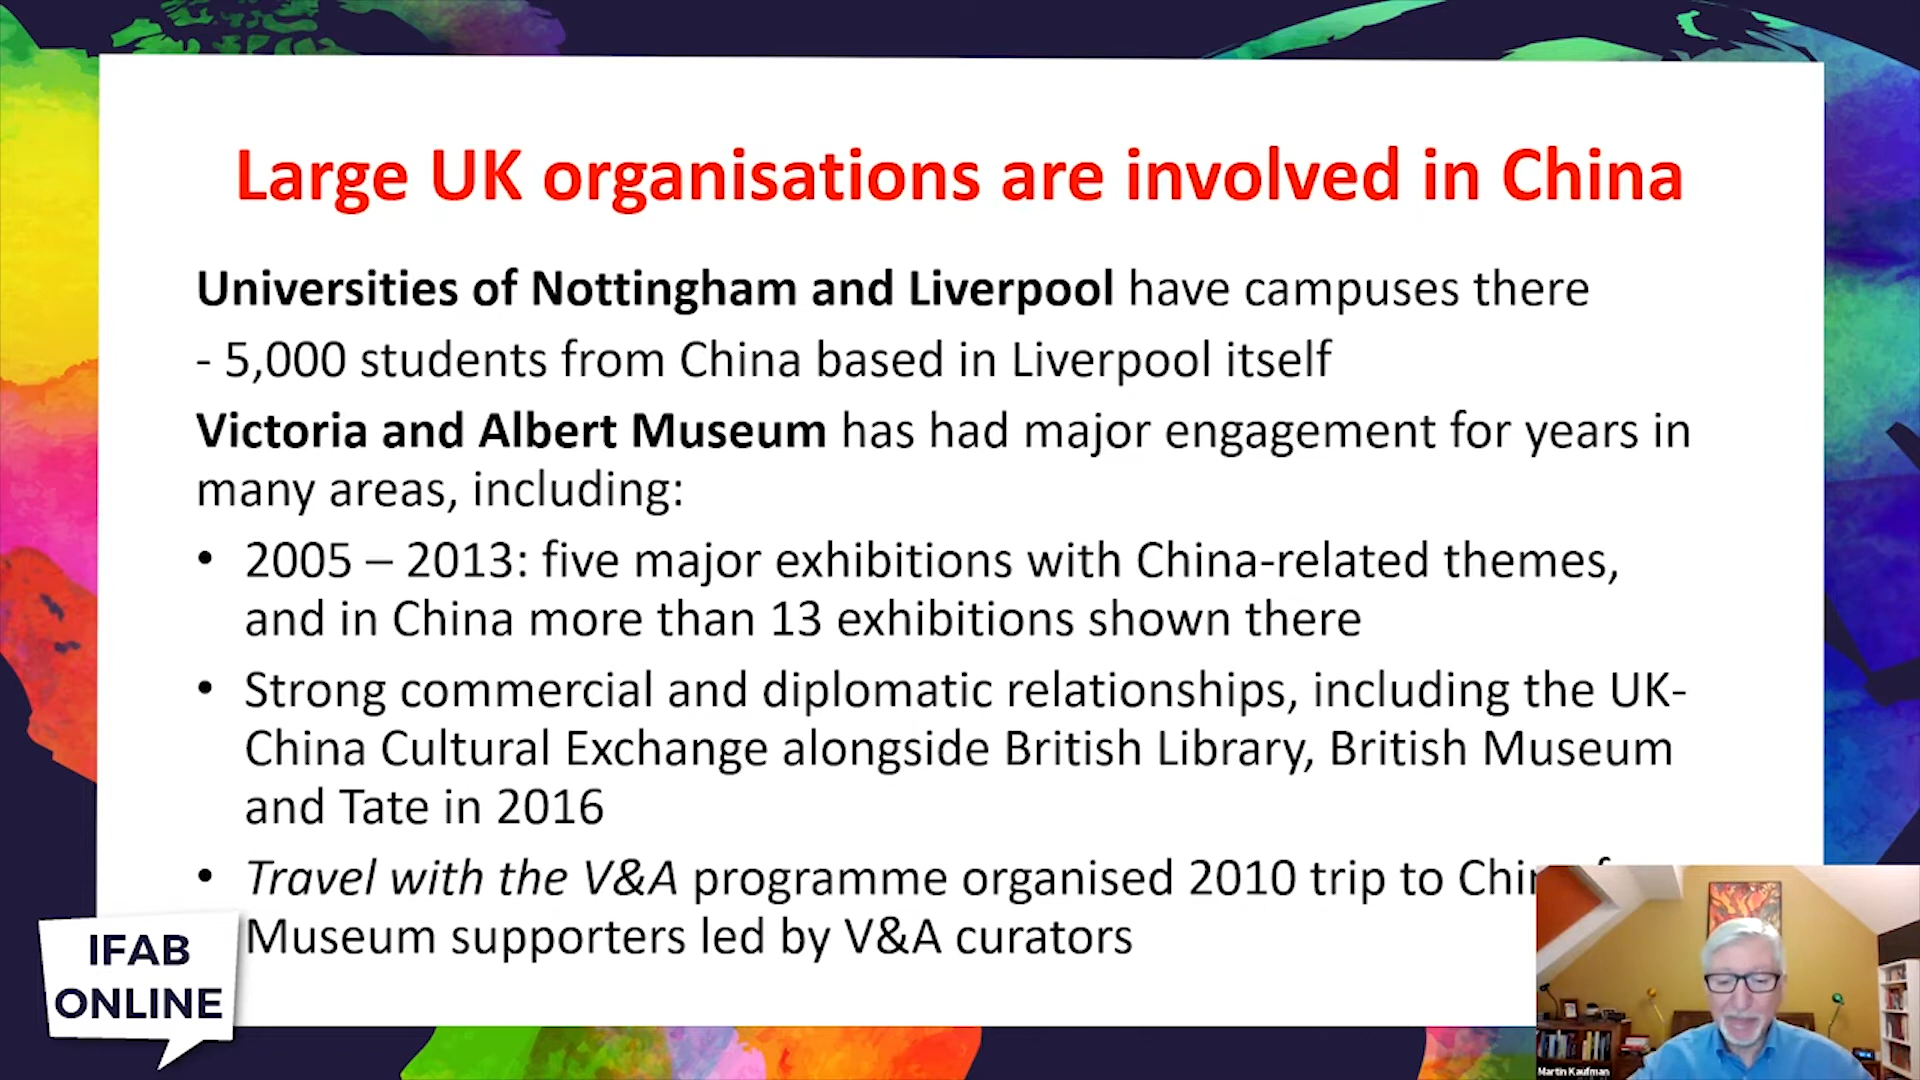 Large UK organisations are involved in China
Universities of Nottingham and Liverpool have campuses there
- 5,000 students from China based in Liverpool itself
Victoria and Albert Museum has had major engagement for years in
many areas, including:
• 2005 – 2013: five major exhibitions with China-related themes,
and in China more than 13 exhibitions shown there
• Strong commercial and diplomatic relationships, including the UK-
China Cultural Exchange alongside British Library, British Museum
and Tate in 2016
• Travel with the V&A programme organised 2010 trip to
Museum supporters led by V&A curators
IFAB
ONLINE
Martin Kaufman